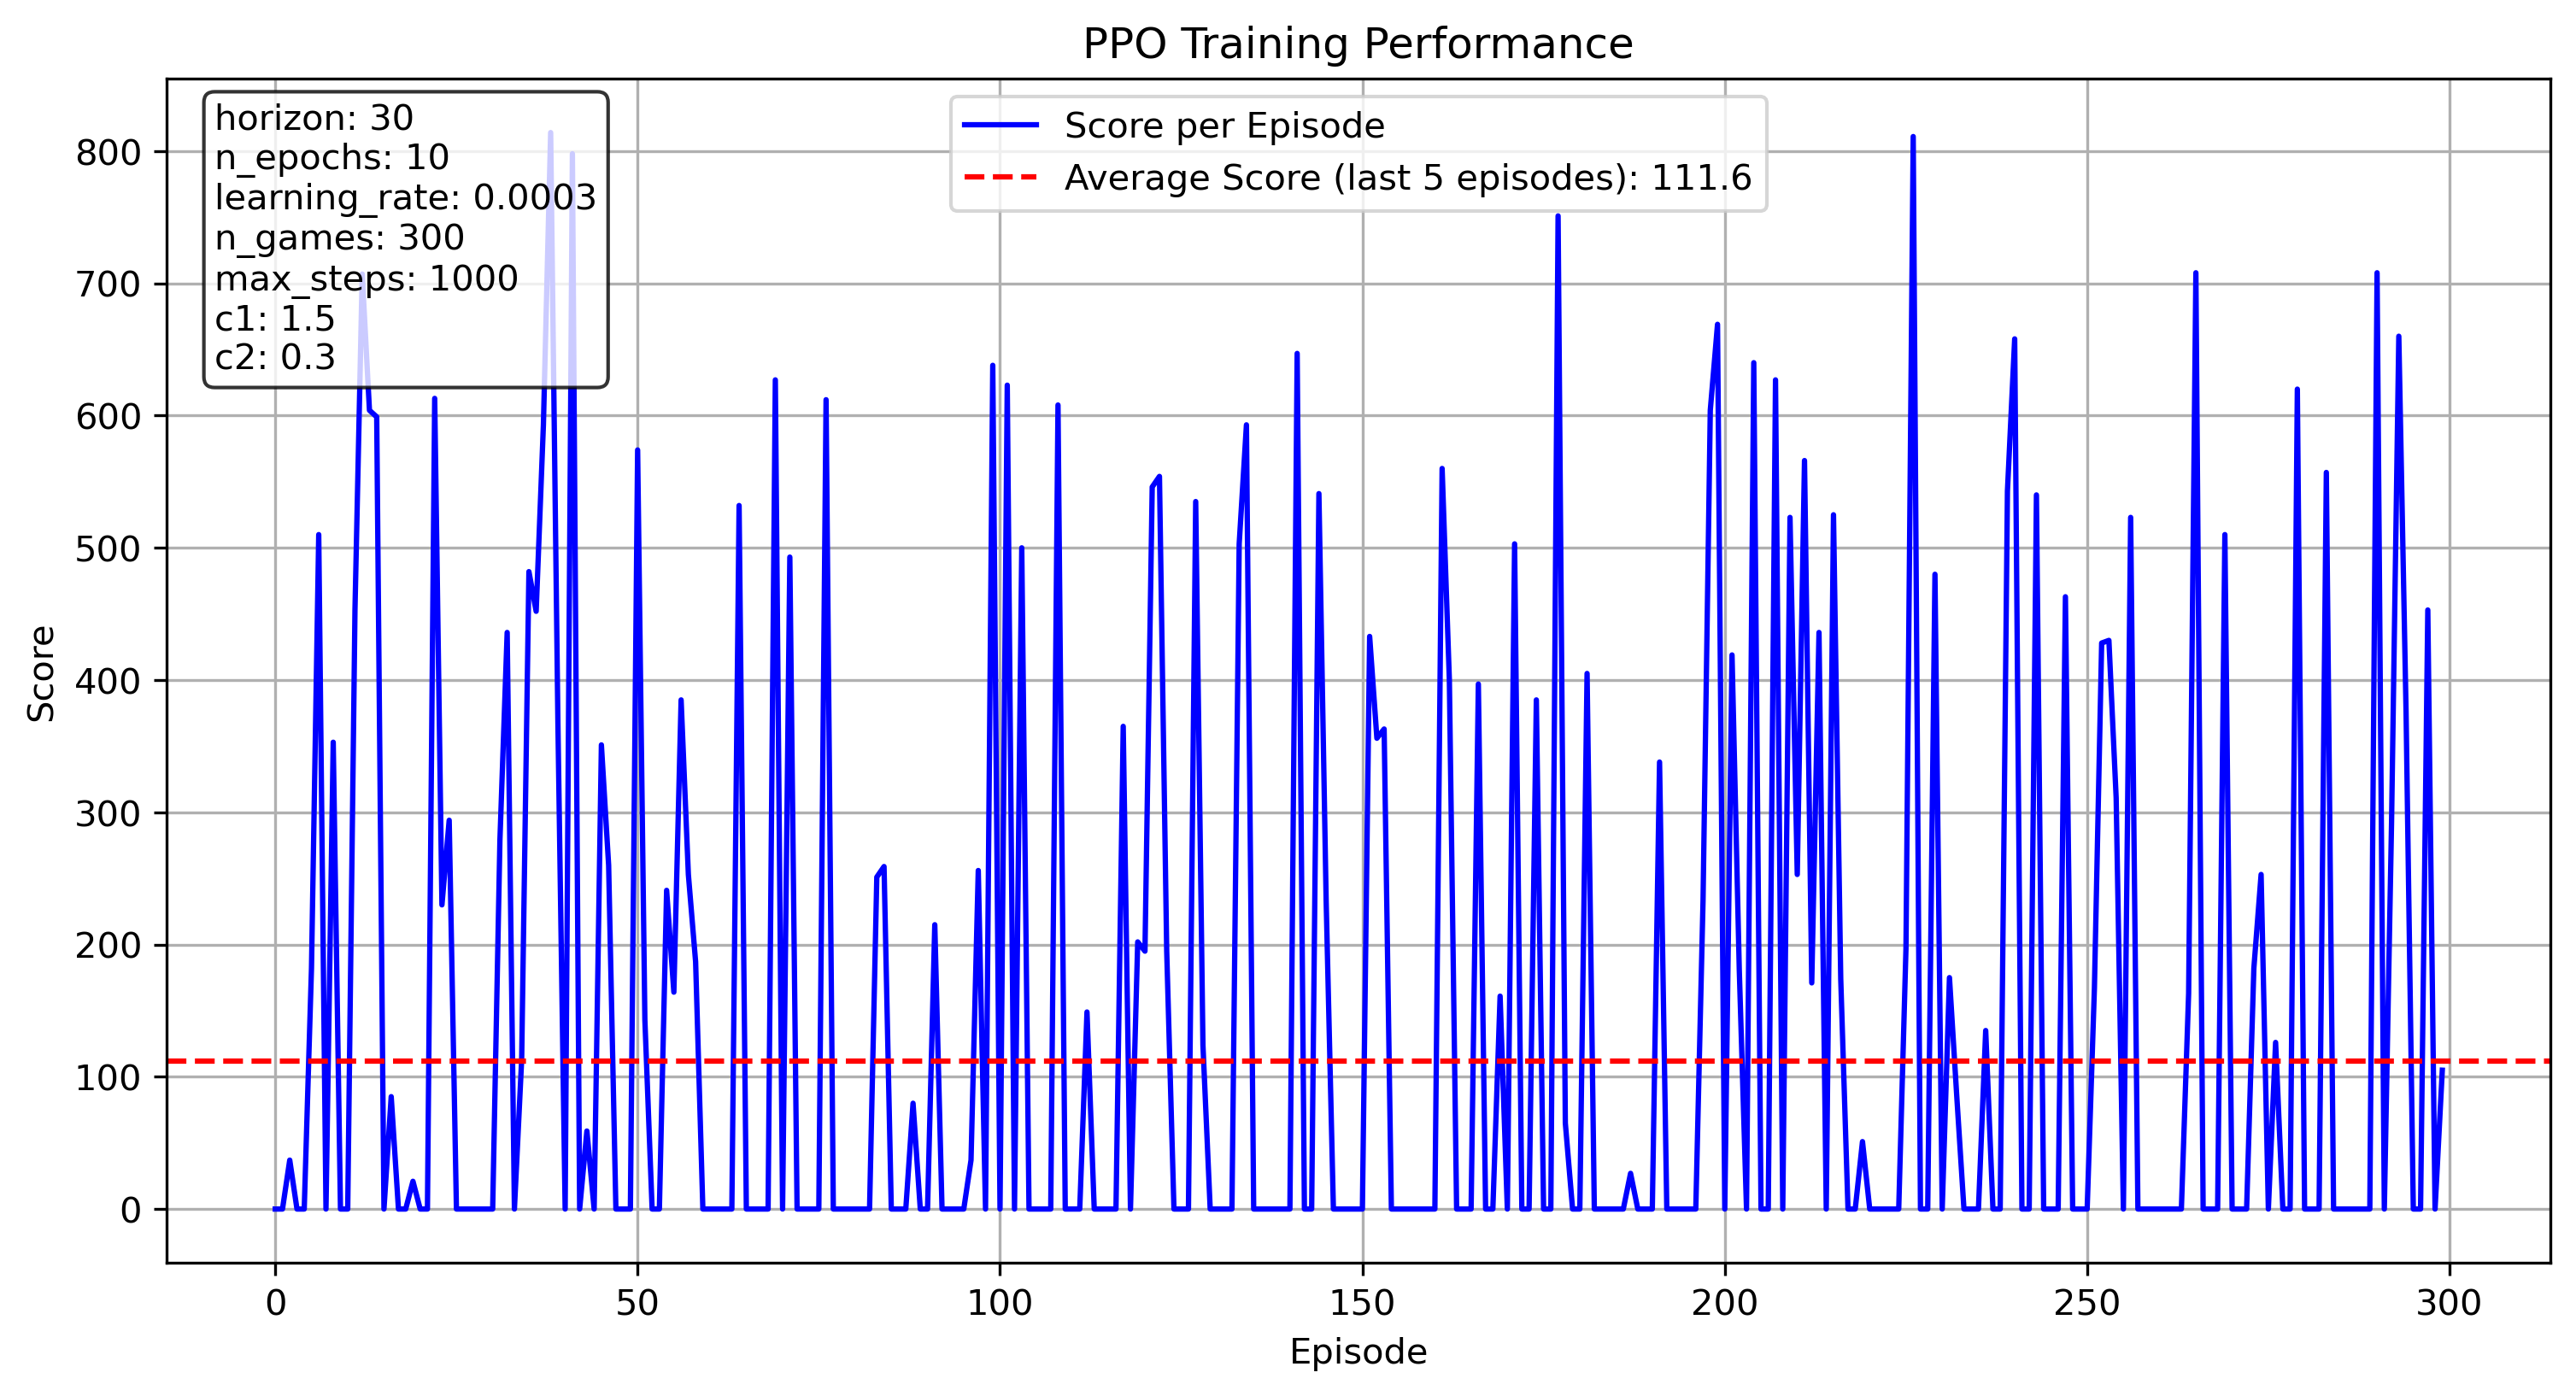 PPO Training Performance
horizon: 30
n_epochs: 10
learning_rate: 0.0003
n_games: 300
max_steps: 1000
c1: 1.5
c2: 0.3
Score per Episode
Average Score (last 5 episodes): 111.6
Score
800
700
600
500
400
300
200
100
0
0 50 100 150 200 250 300
Episode